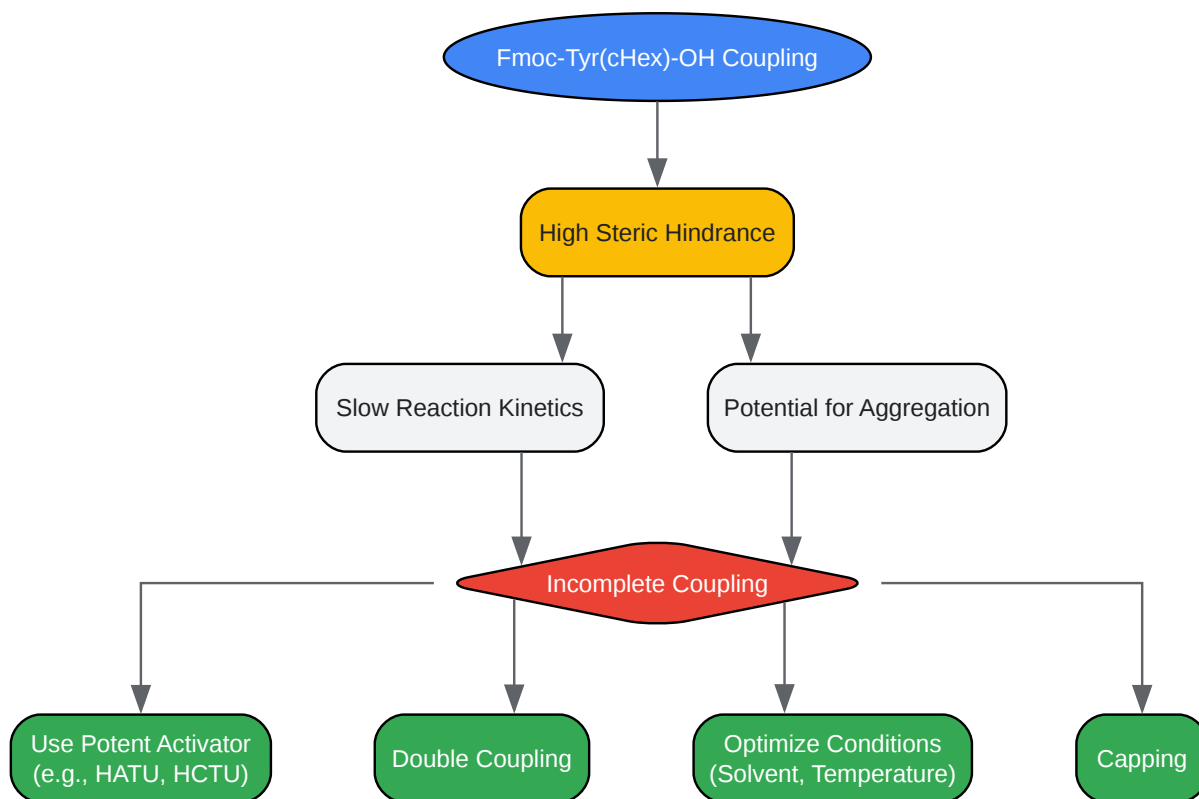 Fmoc-Tyr(cHex)-OH Coupling
High Steric Hindrance
Slow Reaction Kinetics
Potential for Aggregation
Incomplete Coupling
Use Potent Activator
(e.g., HATU, HCTU)
Double Coupling
Optimize Conditions
(Solvent, Temperature)
Capping